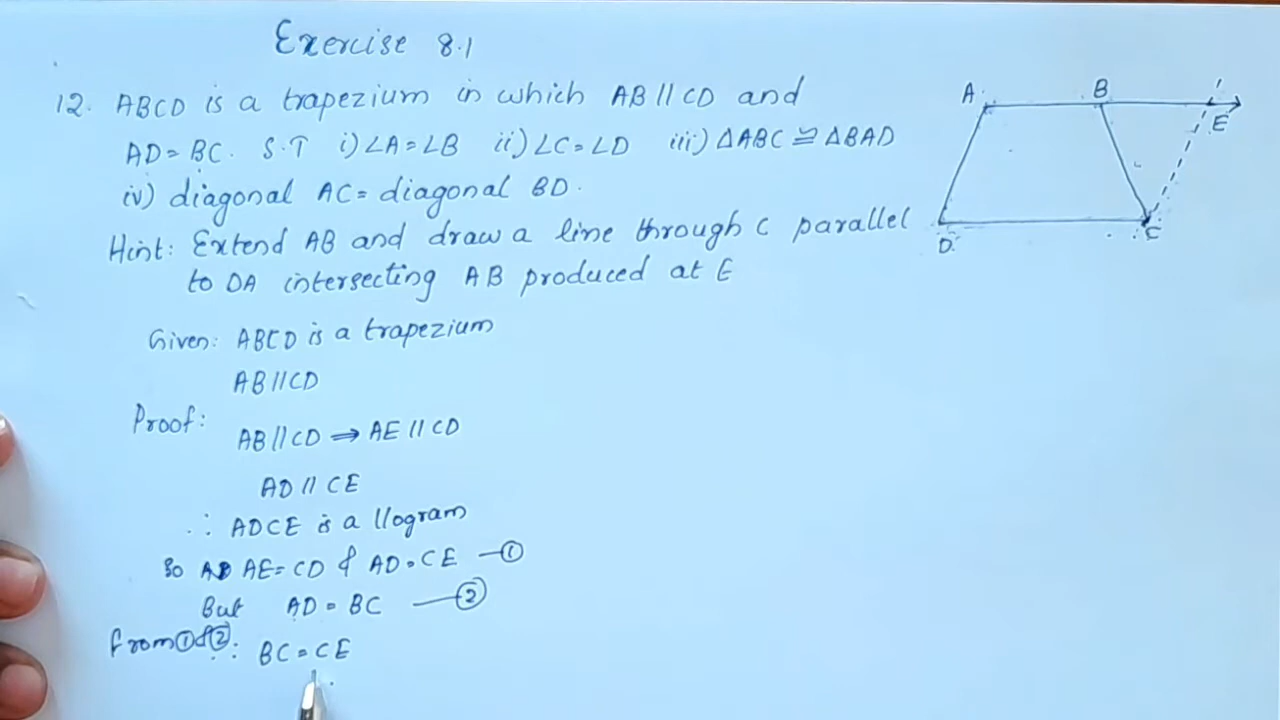 Exercise 8.1
12. ABCD is a trapezium in which AB // CD and
AD = BC. S.T i) ∠A = ∠B ii) ∠C = ∠D iii) △ABC ≅ △BAD
iv) diagonal AC = diagonal BD.
Hint: Extend AB and draw a line through C parallel
to DA intersecting AB produced at E
A B E
D C
Given: ABCD is a trapezium
AB // CD
Proof:
AB // CD ⇒ AE // CD
AD // CE
∴ ADCE is a llogram
So AE = CD & AD = CE — ①
But AD = BC — ②
from ① & ②: BC = CE